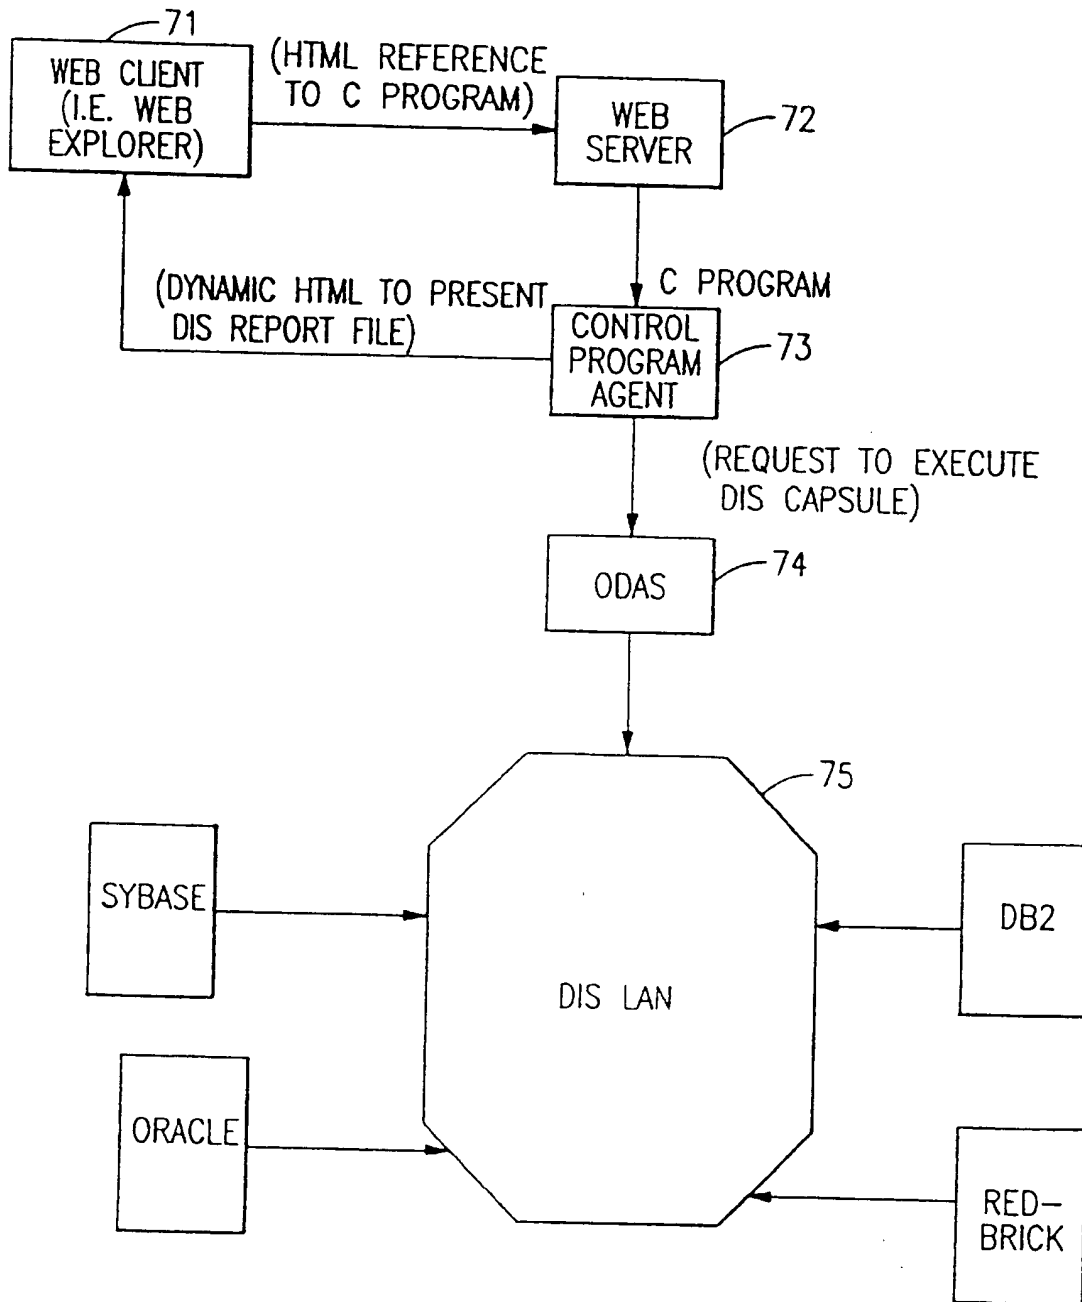 71
WEB CLIENT
(I.E. WEB
EXPLORER)
(HTML REFERENCE
TO C PROGRAM)
WEB
SERVER
72
(DYNAMIC HTML TO PRESENT
DIS REPORT FILE)
C PROGRAM
CONTROL
PROGRAM
AGENT
73
(REQUEST TO EXECUTE
DIS CAPSULE)
ODAS
74
75
SYBASE
DB2
DIS LAN
ORACLE
RED-
BRICK